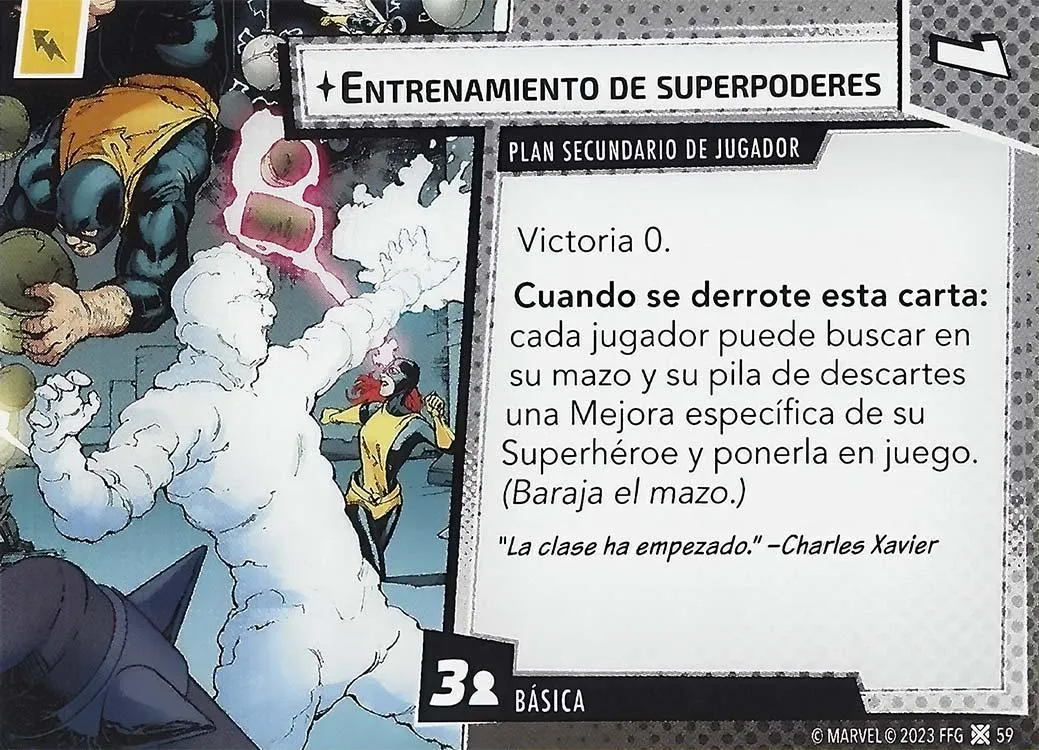 ENTRENAMIENTO DE SUPERPODERES
PLAN SECUNDARIO DE JUGADOR
Victoria 0.
Cuando se derrote esta carta:
cada jugador puede buscar en
su mazo y su pila de descartes
una Mejora específica de su
Superhéroe y ponerla en juego.
(Baraja el mazo.)
"La clase ha empezado." –Charles Xavier
3
BÁSICA
© MARVEL © 2023 FFG 59